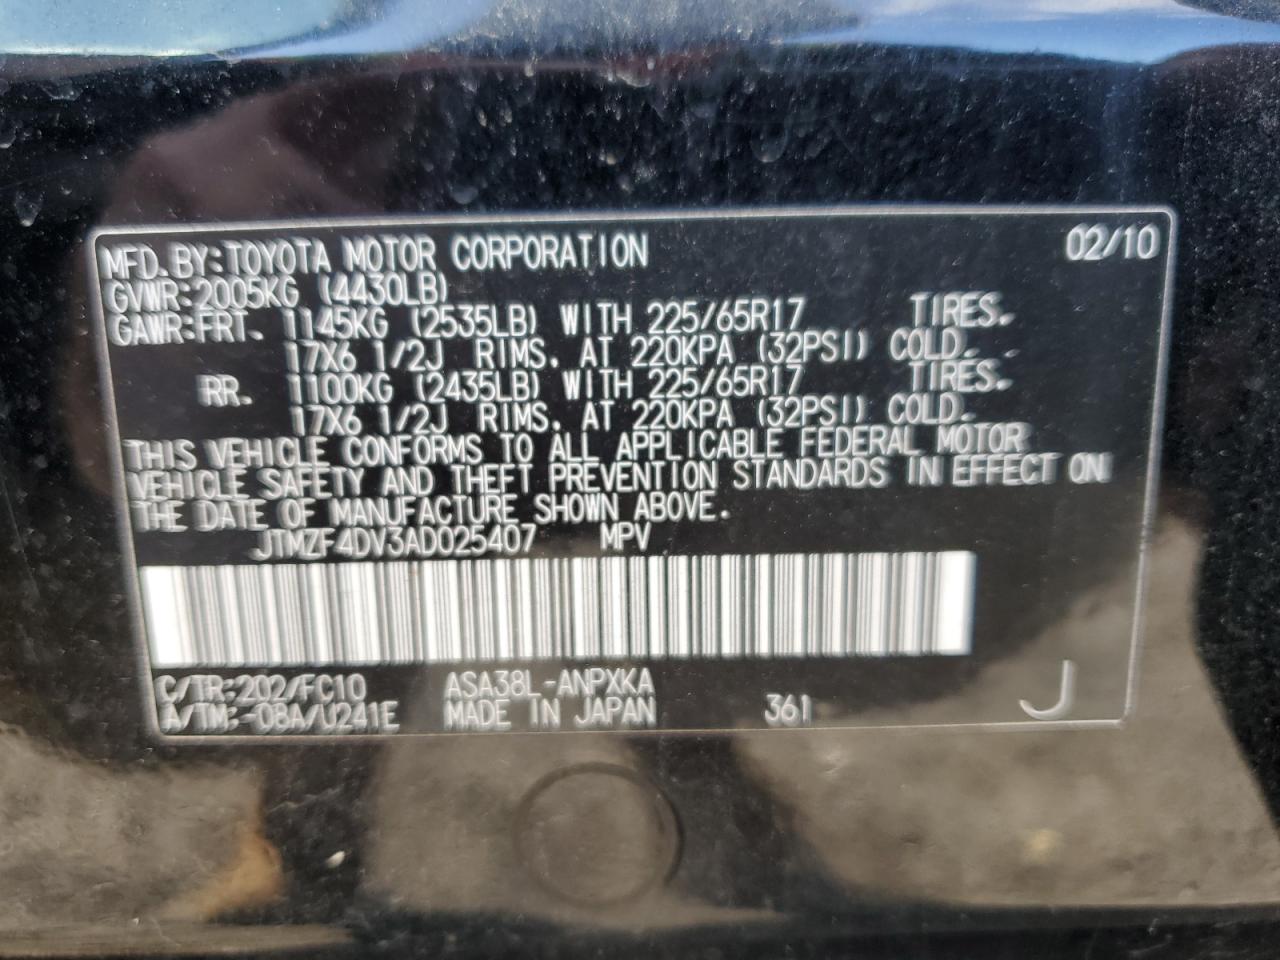 MFD.BY:TOYOTA MOTOR CORPORATION 02/10
GVWR:2005KG (4430LB)
GAWR:FRT. 1145KG (2535LB) WITH 225/65R17 TIRES.
17X6 1/2J RIMS. AT 220KPA (32PSI) COLD.
RR. 1100KG (2435LB) WITH 225/65R17 TIRES.
17X6 1/2J RIMS. AT 220KPA (32PSI) COLD.
THIS VEHICLE CONFORMS TO ALL APPLICABLE FEDERAL MOTOR
VEHICLE SAFETY AND THEFT PREVENTION STANDARDS IN EFFECT ON
THE DATE OF MANUFACTURE SHOWN ABOVE.
JTMZF4DV3AD025407 MPV
C/TR:202/FC10 ASA38L-ANPXKA
A/TM:-08A/U241E MADE IN JAPAN 361 J